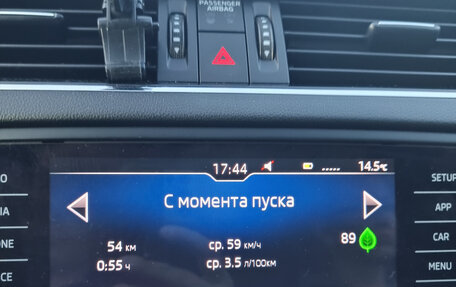 PASSENGER
AIRBAG
17:44 14.5°C
SETUP
С момента пуска
APP
54 км ср. 59 км/ч 89
CAR
0:55 ч ср. 3.5 л/100км
MENU